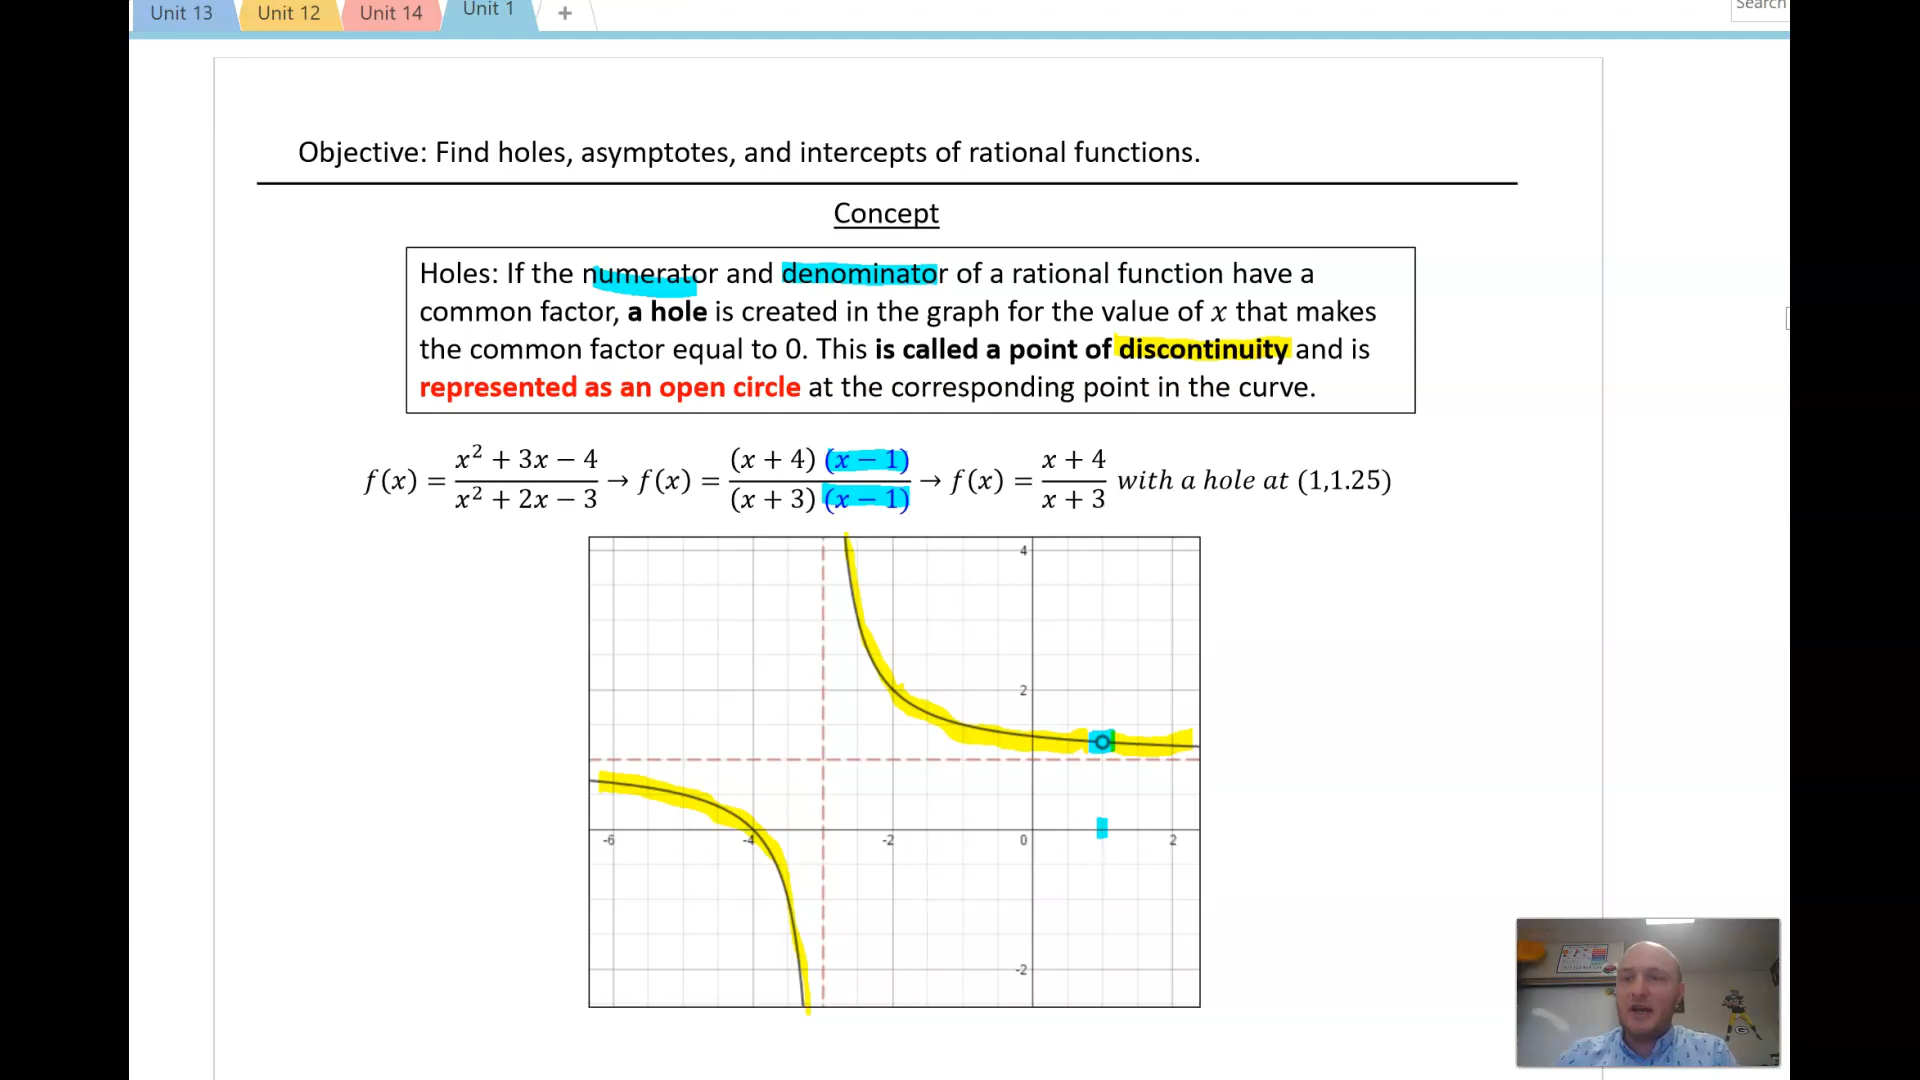 Unit 13 Unit 12 Unit 14 Unit 1 +
Search
Objective: Find holes, asymptotes, and intercepts of rational functions.
Concept
Holes: If the numerator and denominator of a rational function have a
common factor, a hole is created in the graph for the value of x that makes
the common factor equal to 0. This is called a point of discontinuity and is
represented as an open circle at the corresponding point in the curve.
f(x) = (x² + 3x − 4)/(x² + 2x − 3) → f(x) = ((x + 4)(x − 1))/((x + 3)(x − 1)) → f(x) = (x + 4)/(x + 3) with a hole at (1,1.25)
4
2
-6 -4 -2 0 2
-2